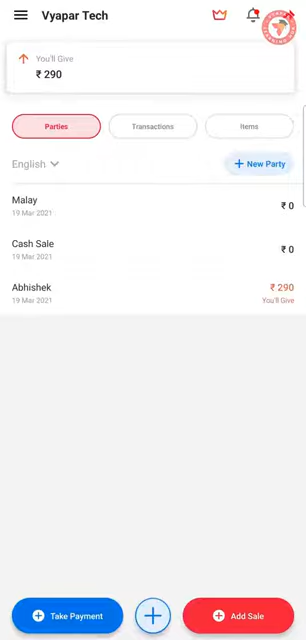 Vyapar Tech
You'll Give
₹ 290
Parties
Transactions
Items
English
+ New Party
Malay
₹ 0
19 Mar 2021
Cash Sale
₹ 0
19 Mar 2021
Abhishek
₹ 290
19 Mar 2021
You'll Give
Take Payment
Add Sale